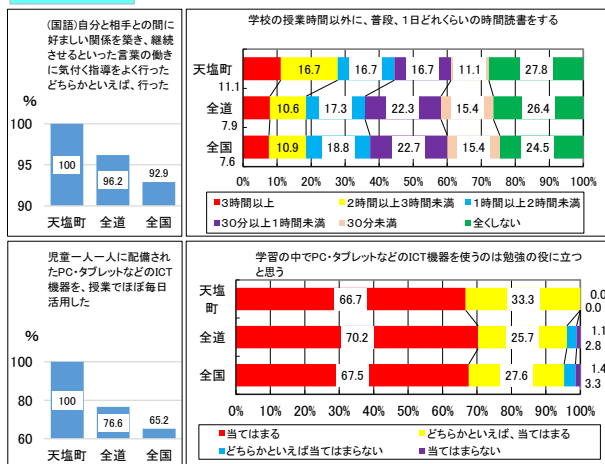 (国語)自分と相手との間に
好ましい関係を築き、継続
させるといった言葉の働き
に気付く指導をよく行った
どちらかといえば、行った
%
100
95
90
100
96.2
92.9
天塩町 全道 全国
学校の授業時間以外に、普段、1日どれくらいの時間読書をする
天塩町 16.7 16.7 16.7 11.1 27.8
11.1
全道 10.6 17.3 22.3 15.4 26.4
7.9
全国 10.9 18.8 22.7 15.4 24.5
7.6
0% 10% 20% 30% 40% 50% 60% 70% 80% 90% 100%
3時間以上 2時間以上3時間未満 1時間以上2時間未満
30分以上1時間未満 30分未満 全くしない
児童一人一人に配備され
たPC・タブレットなどのICT
機器を、授業でほぼ毎日
活用した
%
100
80
60
100
76.6
65.2
天塩町 全道 全国
学習の中でPC・タブレットなどのICT機器を使うのは勉強の役に立つ
と思う
天塩
町
66.7 33.3 0.0
0.0
全道 70.2 25.7 1.1
2.8
全国 67.5 27.6 1.4
3.3
0% 10% 20% 30% 40% 50% 60% 70% 80% 90% 100%
当てはまる どちらかといえば、当てはまる
どちらかといえば当てはまらない 当てはまらない